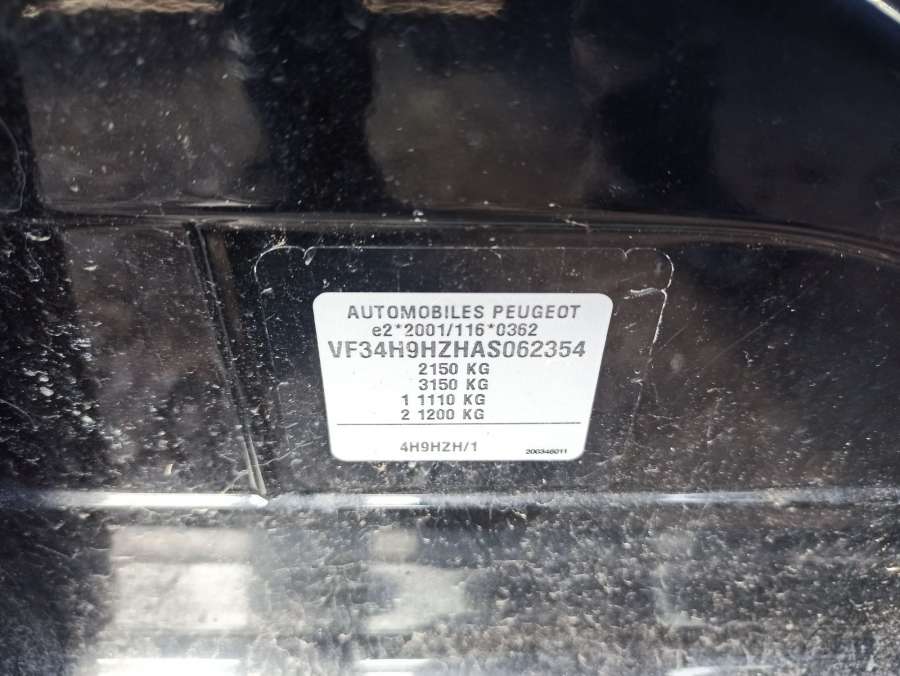 AUTOMOBILES PEUGEOT
e2*2001/116*0362
VF34H9HZHAS062354
2150 KG
3150 KG
1 1110 KG
2 1200 KG
4H9HZH/1
200346011